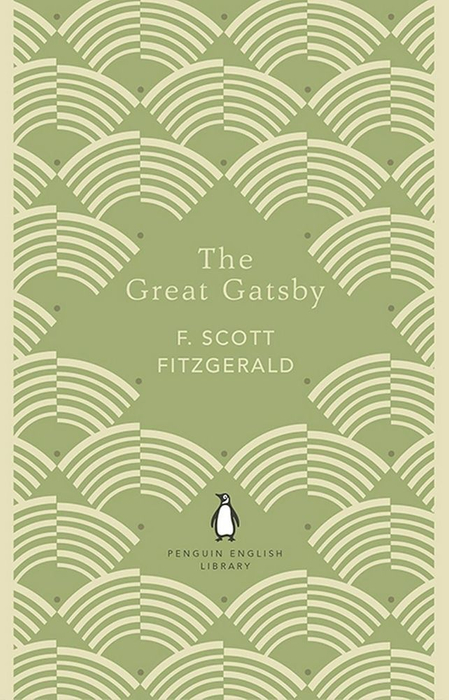 The
Great Gatsby
F. SCOTT
FITZGERALD
PENGUIN ENGLISH
LIBRARY